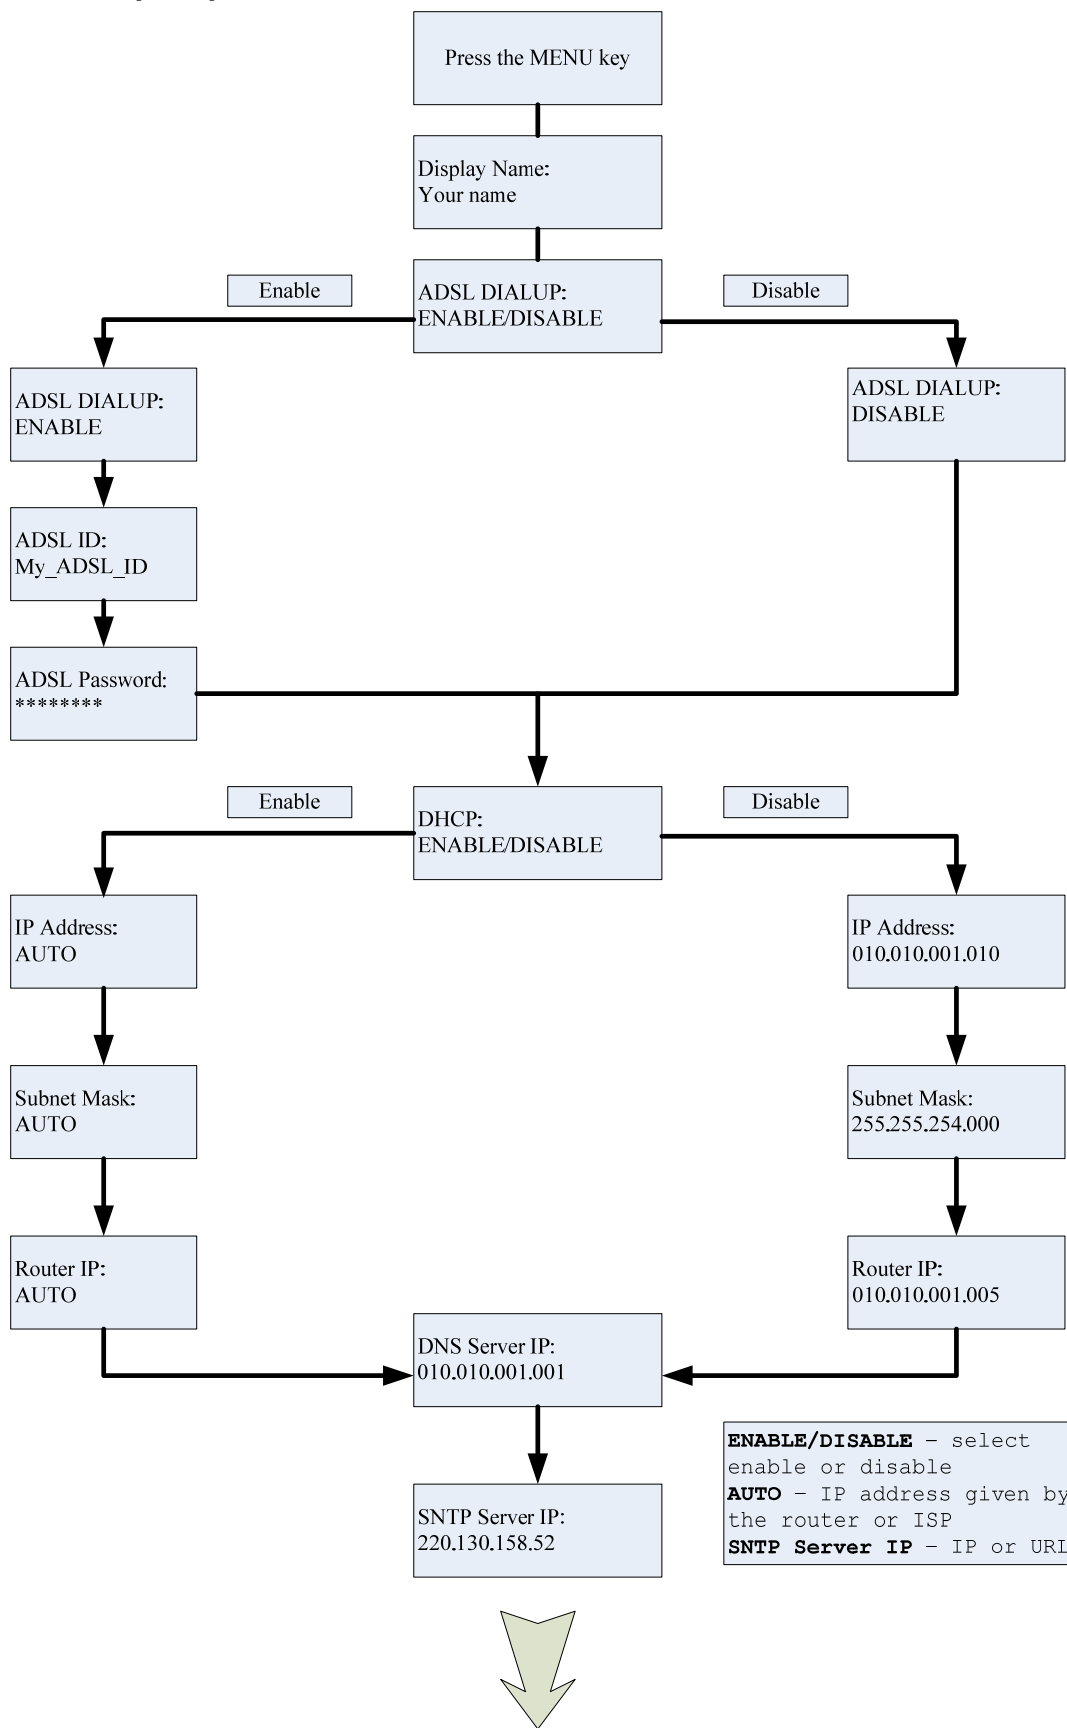 Press the MENU key
Display Name:
Your name
Enable
ADSL DIALUP:
ENABLE/DISABLE
Disable
ADSL DIALUP:
ENABLE
ADSL DIALUP:
DISABLE
ADSL ID:
My_ADSL_ID
ADSL Password:
********
Enable
DHCP:
ENABLE/DISABLE
Disable
IP Address:
AUTO
IP Address:
010.010.001.010
Subnet Mask:
AUTO
Subnet Mask:
255.255.254.000
Router IP:
AUTO
Router IP:
010.010.001.005
DNS Server IP:
010.010.001.001
SNTP Server IP:
220.130.158.52
ENABLE/DISABLE – select
enable or disable
AUTO – IP address given by
the router or ISP
SNTP Server IP – IP or URL